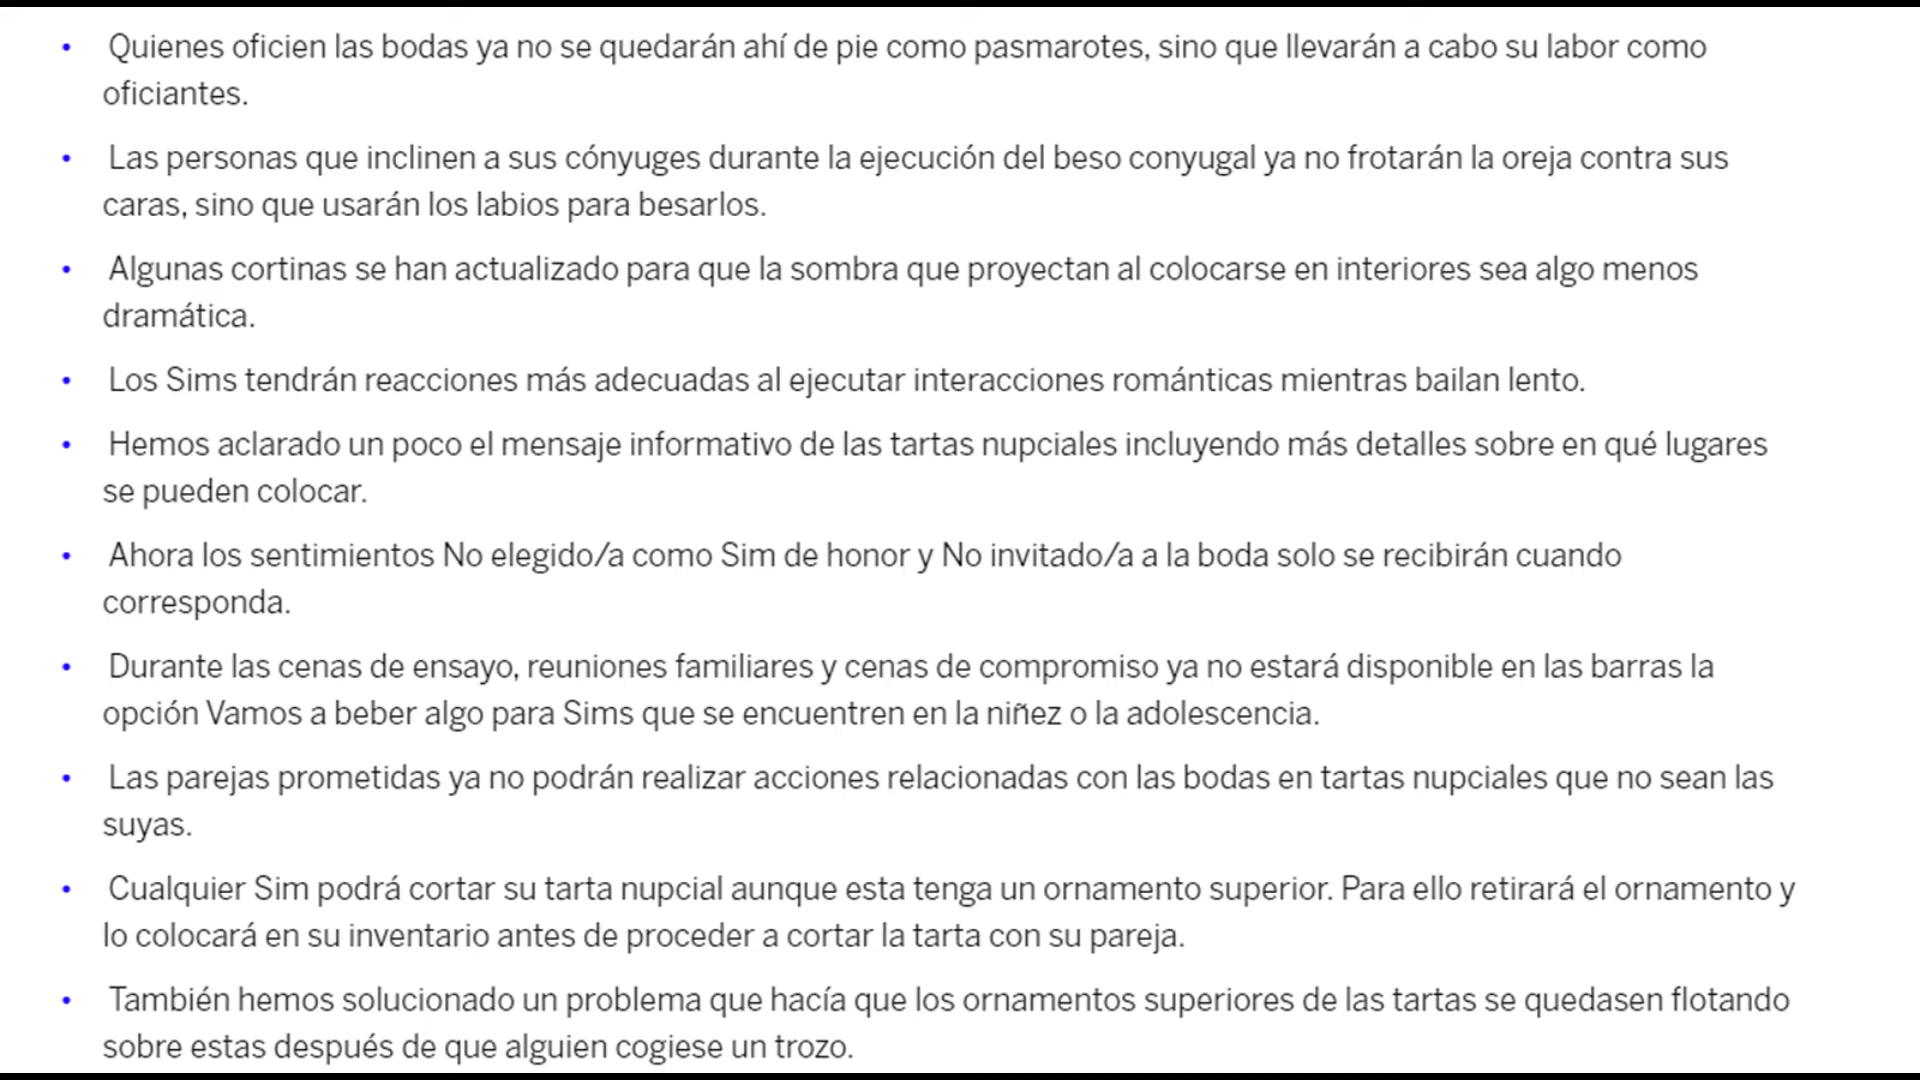 • Quienes oficien las bodas ya no se quedarán ahí de pie como pasmarotes, sino que llevarán a cabo su labor como
oficiantes.
• Las personas que inclinen a sus cónyuges durante la ejecución del beso conyugal ya no frotarán la oreja contra sus
caras, sino que usarán los labios para besarlos.
• Algunas cortinas se han actualizado para que la sombra que proyectan al colocarse en interiores sea algo menos
dramática.
• Los Sims tendrán reacciones más adecuadas al ejecutar interacciones románticas mientras bailan lento.
• Hemos aclarado un poco el mensaje informativo de las tartas nupciales incluyendo más detalles sobre en qué lugares
se pueden colocar.
• Ahora los sentimientos No elegido/a como Sim de honor y No invitado/a a la boda solo se recibirán cuando
corresponda.
• Durante las cenas de ensayo, reuniones familiares y cenas de compromiso ya no estará disponible en las barras la
opción Vamos a beber algo para Sims que se encuentren en la niñez o la adolescencia.
• Las parejas prometidas ya no podrán realizar acciones relacionadas con las bodas en tartas nupciales que no sean las
suyas.
• Cualquier Sim podrá cortar su tarta nupcial aunque esta tenga un ornamento superior. Para ello retirará el ornamento y
lo colocará en su inventario antes de proceder a cortar la tarta con su pareja.
• También hemos solucionado un problema que hacía que los ornamentos superiores de las tartas se quedasen flotando
sobre estas después de que alguien cogiese un trozo.